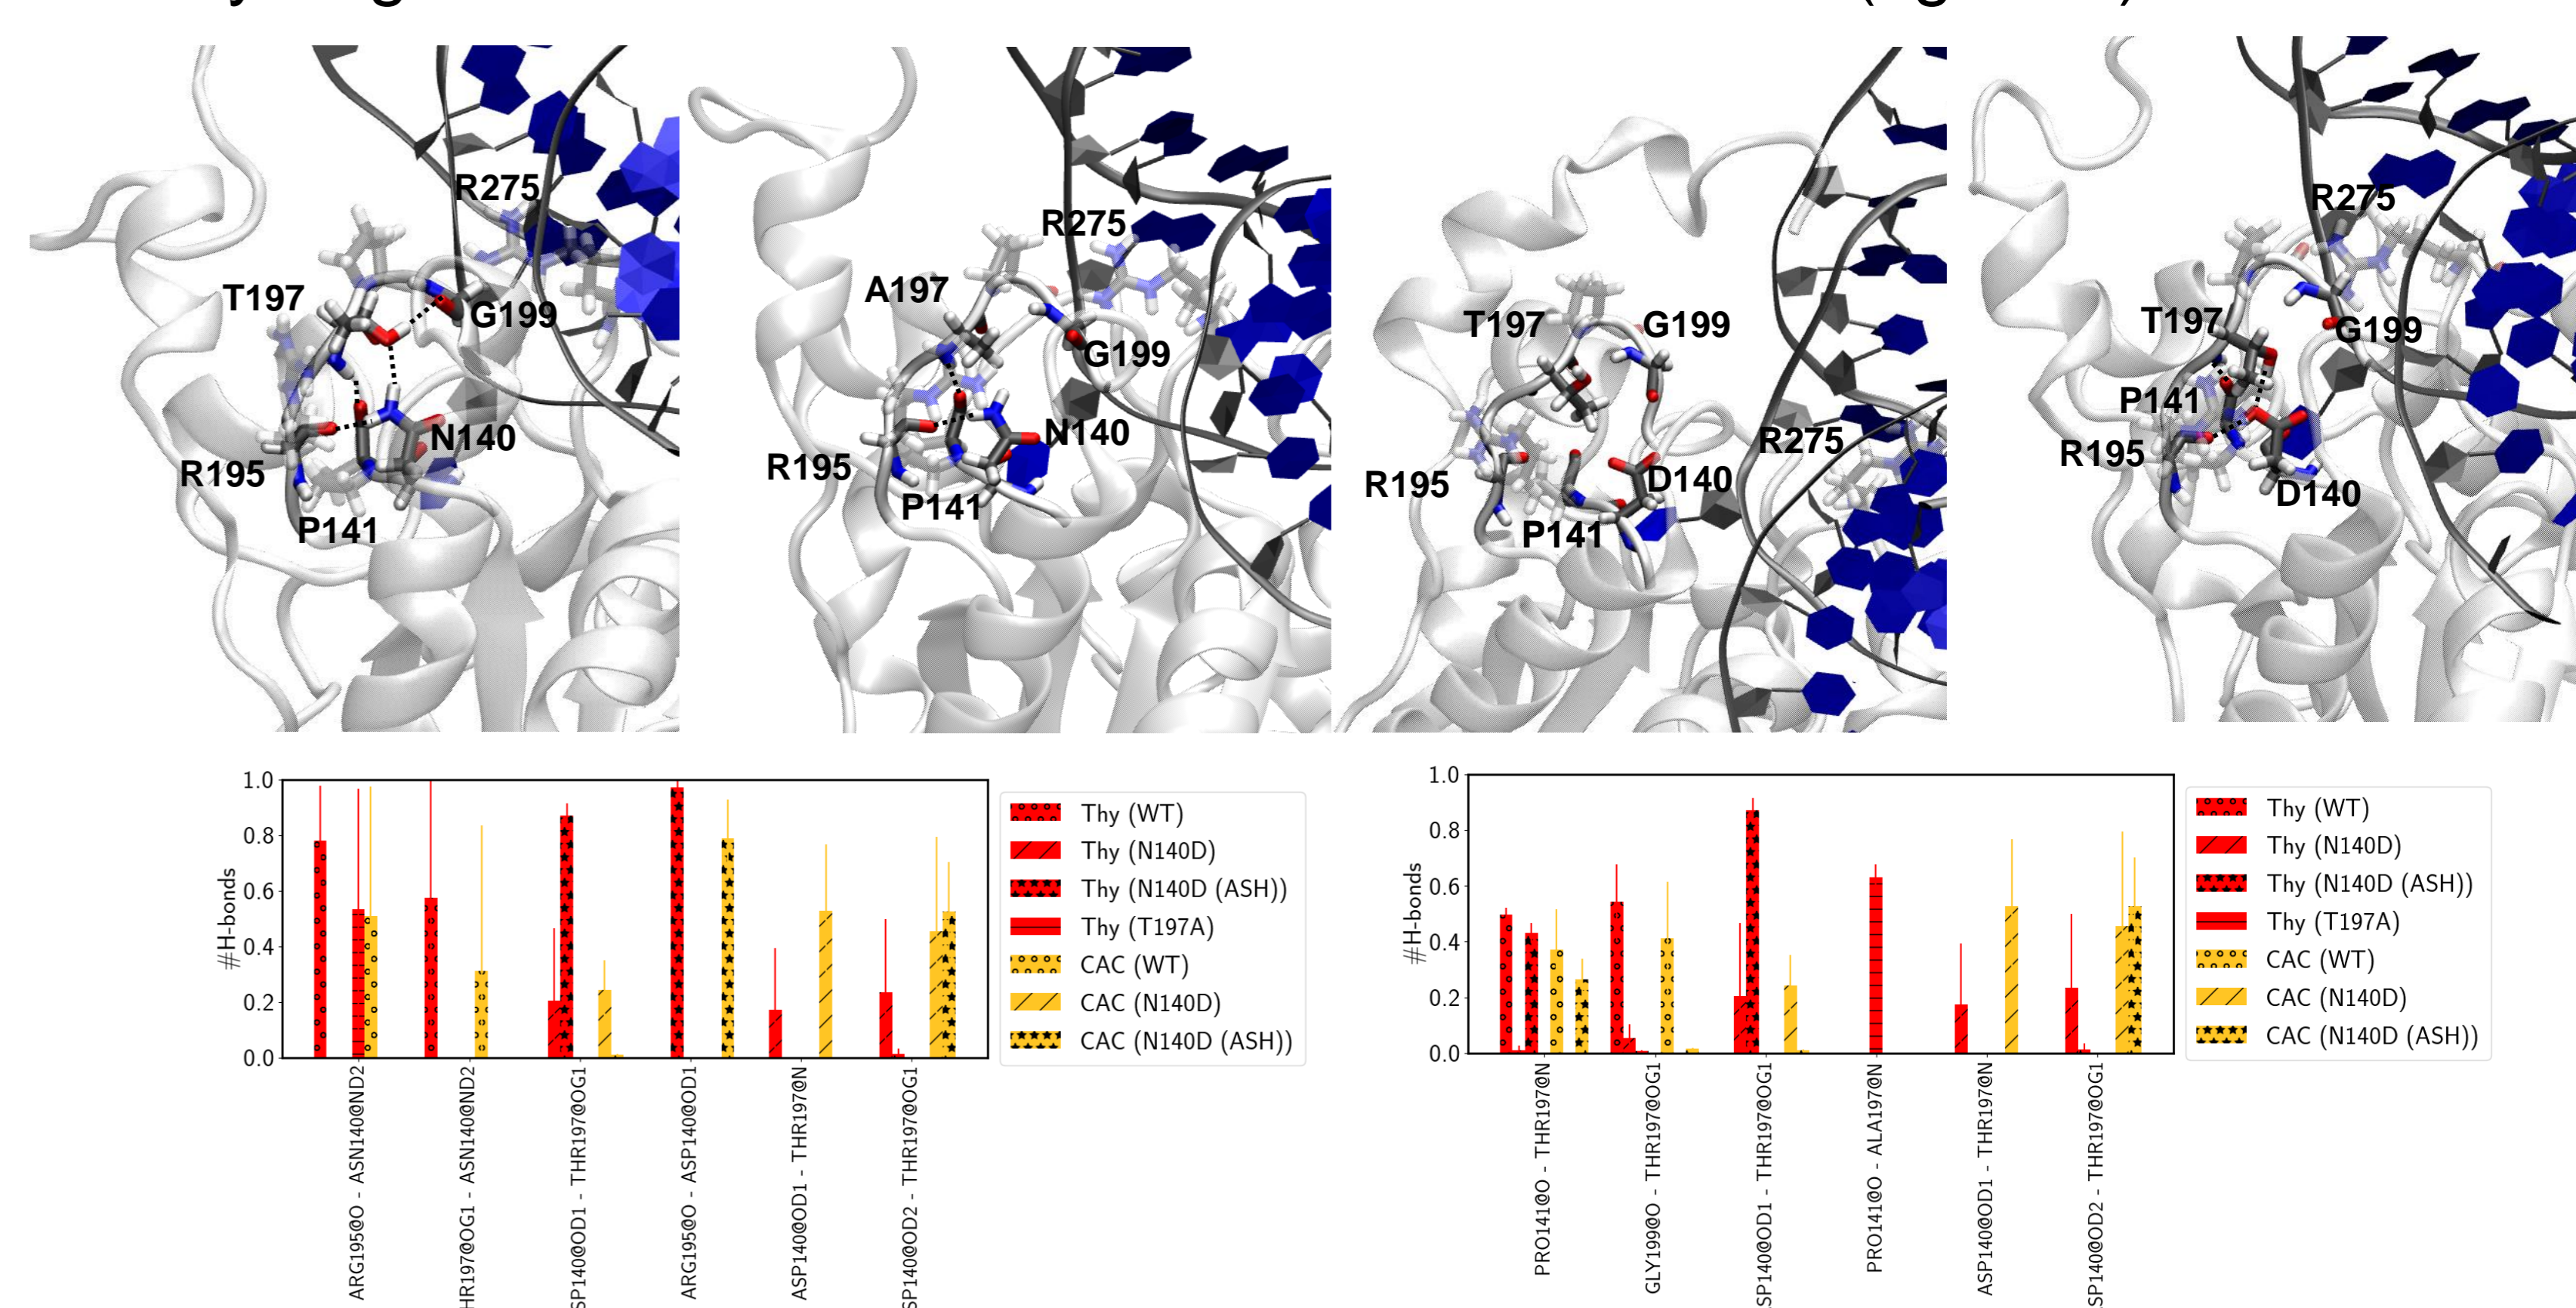 R275
T197
G199
N140
R195
P141
R275
A197
G199
N140
R195
P141
T197
G199
R275
R195
D140
P141
R275
T197
G199
P141
R195
D140
1.0
0.8
0.6
0.4
0.2
0.0
#H-bonds
ARG195@O - ASN140@ND2
HR197@OG1 - ASN140@ND2
SP140@OD1 - THR197@OG1
ARG195@O - ASP140@OD1
ASP140@OD1 - THR197@N
SP140@OD2 - THR197@OG1
Thy (WT)
Thy (N140D)
Thy (N140D (ASH))
Thy (T197A)
CAC (WT)
CAC (N140D)
CAC (N140D (ASH))
1.0
0.8
0.6
0.4
0.2
0.0
#H-bonds
PRO141@O - THR197@N
GLY199@O - THR197@OG1
SP140@OD1 - THR197@OG1
PRO141@O - ALA197@N
ASP140@OD1 - THR197@N
SP140@OD2 - THR197@OG1
Thy (WT)
Thy (N140D)
Thy (N140D (ASH))
Thy (T197A)
CAC (WT)
CAC (N140D)
CAC (N140D (ASH))